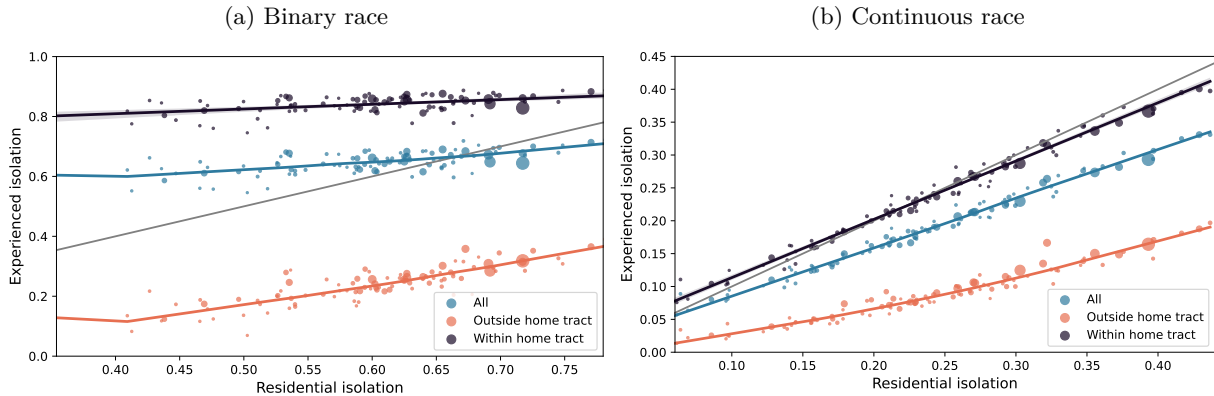 (a) Binary race
1.0
0.8
0.6
0.4
0.2
0.0
Experienced isolation
0.40 0.45 0.50 0.55 0.60 0.65 0.70 0.75
Residential isolation
All
Outside home tract
Within home tract
(b) Continuous race
0.45
0.40
0.35
0.30
0.25
0.20
0.15
0.10
0.05
0.00
Experienced isolation
0.10 0.15 0.20 0.25 0.30 0.35 0.40
Residential isolation
All
Outside home tract
Within home tract